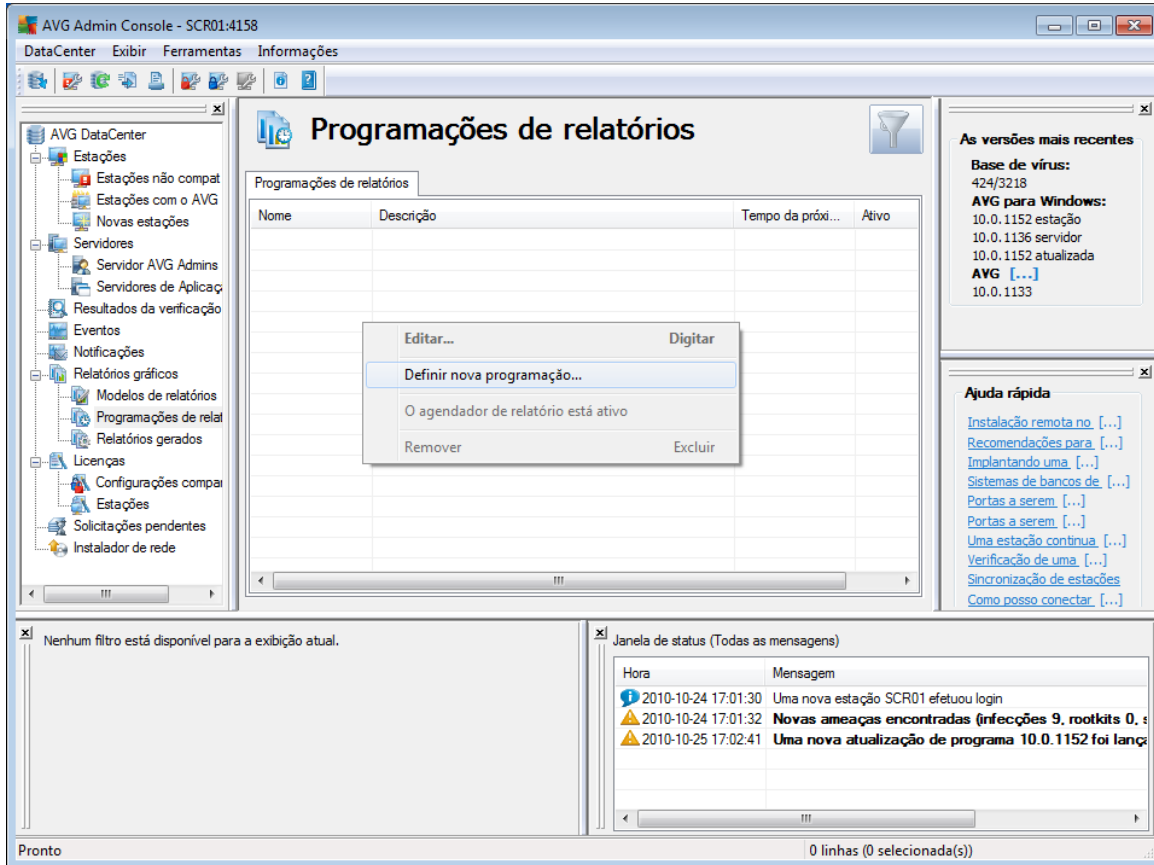 AVG Admin Console - SCR01:4158
DataCenter Exibir Ferramentas Informações
AVG DataCenter
Estações
Estações não compat
Estações com o AVG
Novas estações
Servidores
Servidor AVG Admins
Servidores de Aplicaç
Resultados da verificação
Eventos
Notificações
Relatórios gráficos
Modelos de relatórios
Programações de relat
Relatórios gerados
Licenças
Configurações compar
Estações
Solicitações pendentes
Instalador de rede
Programações de relatórios
Programações de relatórios
Nome Descrição Tempo da próxi... Ativo
Editar... Digitar
Definir nova programação...
O agendador de relatório está ativo
Remover Excluir
As versões mais recentes
Base de vírus:
424/3218
AVG para Windows:
10.0.1152 estação
10.0.1136 servidor
10.0.1152 atualizada
AVG [...]
10.0.1133
Ajuda rápida
Instalação remota no [...]
Recomendações para [...]
Implantando uma [...]
Sistemas de bancos de [...]
Portas a serem [...]
Portas a serem [...]
Uma estação continua [...]
Verificação de uma [...]
Sincronização de estações
Como posso conectar [...]
Nenhum filtro está disponível para a exibição atual.
Janela de status (Todas as mensagens)
Hora Mensagem
2010-10-24 17:01:30 Uma nova estação SCR01 efetuou login
2010-10-24 17:01:32 Novas ameaças encontradas (infecções 9, rootkits 0, s
2010-10-25 17:02:41 Uma nova atualização de programa 10.0.1152 foi lança
Pronto
0 linhas (0 selecionada(s))